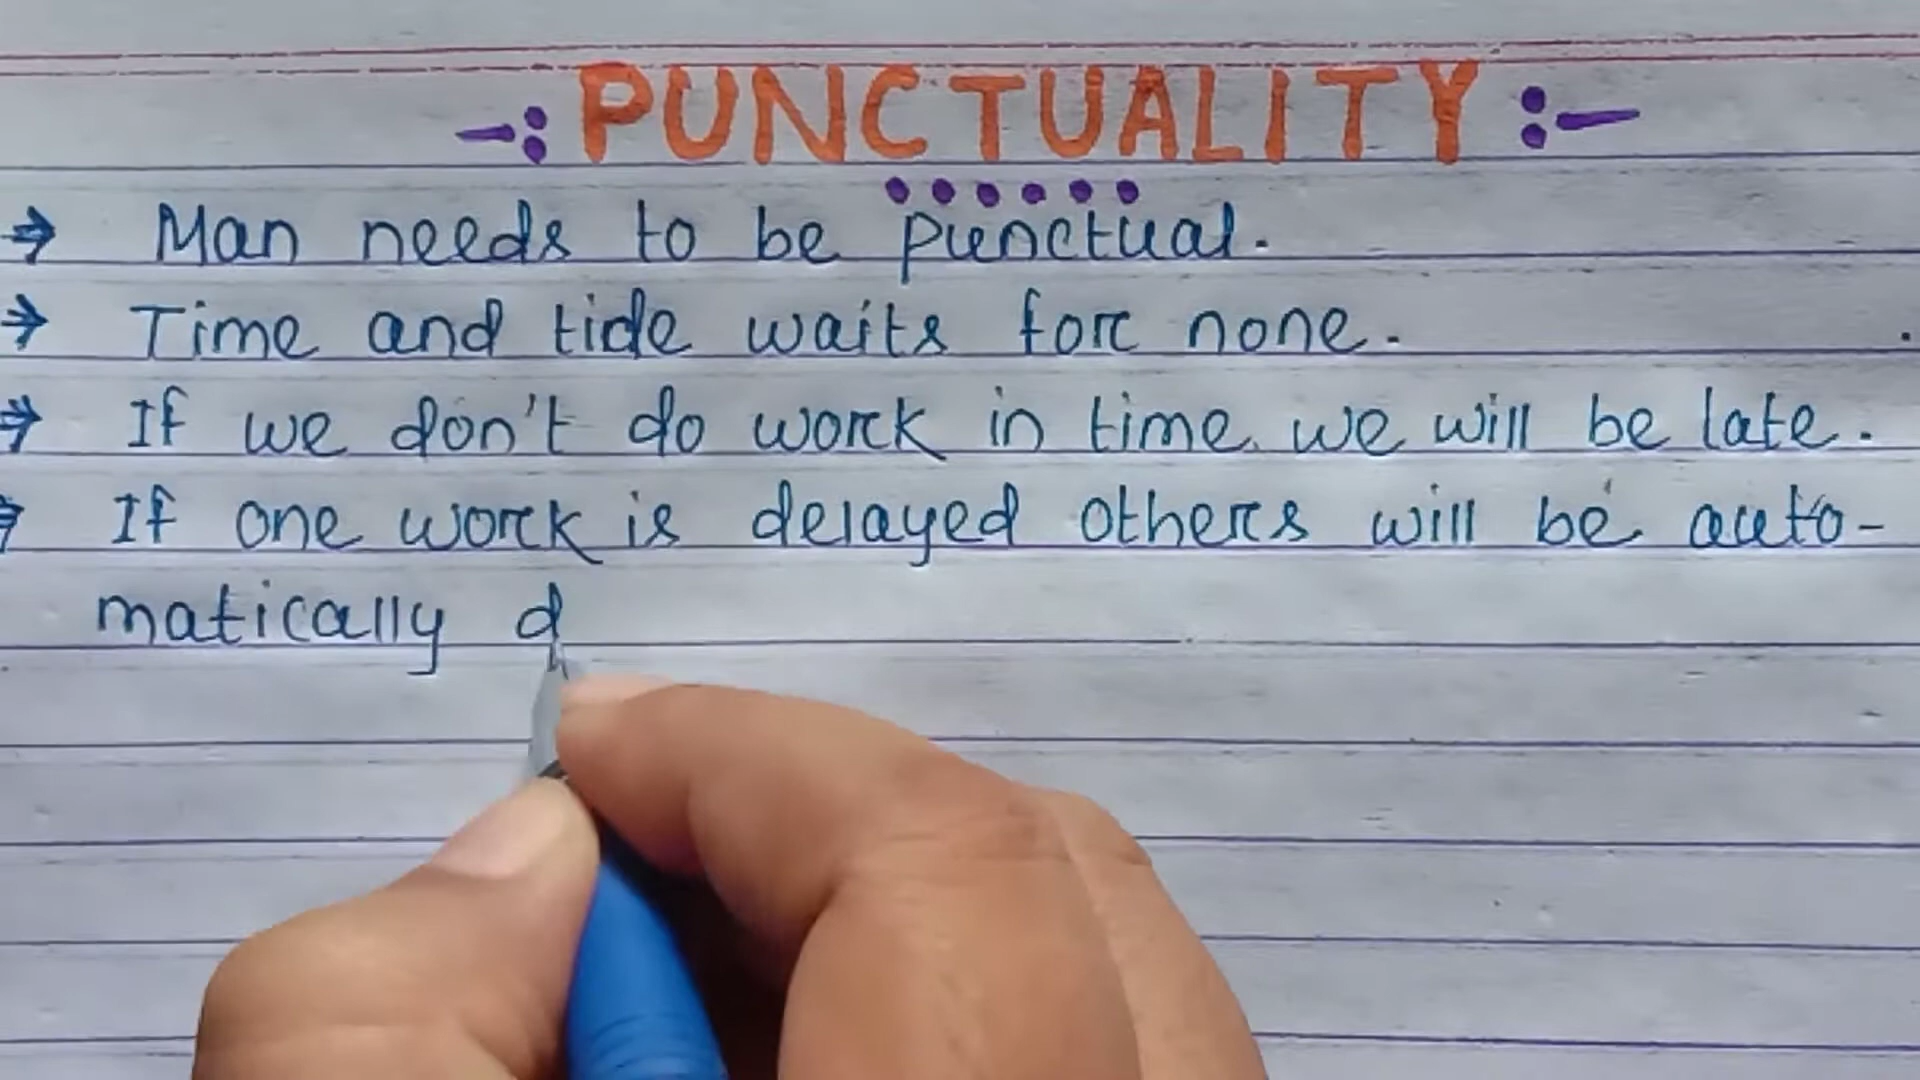 -: PUNCTUALITY :-
→ Man needs to be punctual.
→ Time and tide waits for none.
→ If we don't do work in time we will be late.
→ If one work is delayed others will be auto-
matically d